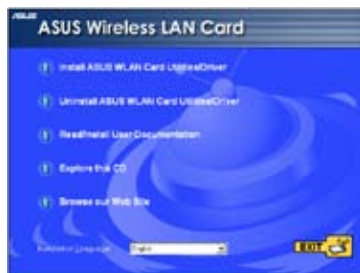 ASUS
ASUS Wireless LAN Card
Install ASUS WLAN Card Utilities/Driver
Uninstall ASUS WLAN Card Utilities/Driver
Read/Install User Documentation
Explore this CD
Browse our Web Site
Language:
English
EXIT